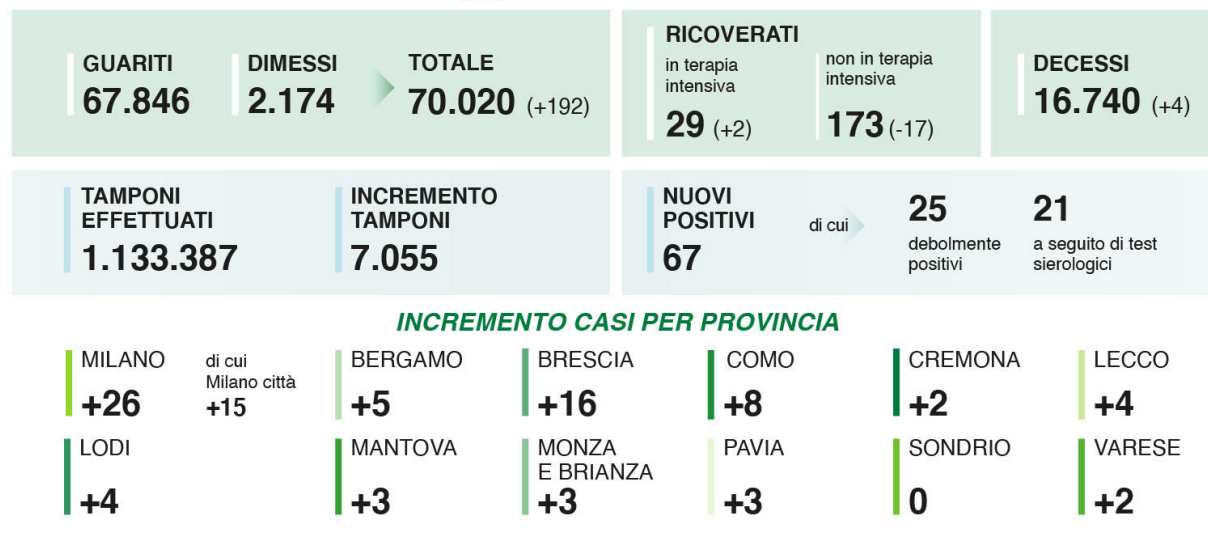 GUARITI
67.846
DIMESSI
2.174
TOTALE
70.020 (+192)
RICOVERATI
in terapia
intensiva
29 (+2)
non in terapia
intensiva
173 (-17)
DECESSI
16.740 (+4)
TAMPONI
EFFETTUATI
1.133.387
INCREMENTO
TAMPONI
7.055
NUOVI
POSITIVI
67
di cui
25
debolmente
positivi
21
a seguito di test
sierologici
INCREMENTO CASI PER PROVINCIA
MILANO
+26
di cui
Milano città
+15
BERGAMO
+5
BRESCIA
+16
COMO
+8
CREMONA
+2
LECCO
+4
LODI
+4
MANTOVA
+3
MONZA
E BRIANZA
+3
PAVIA
+3
SONDRIO
0
VARESE
+2